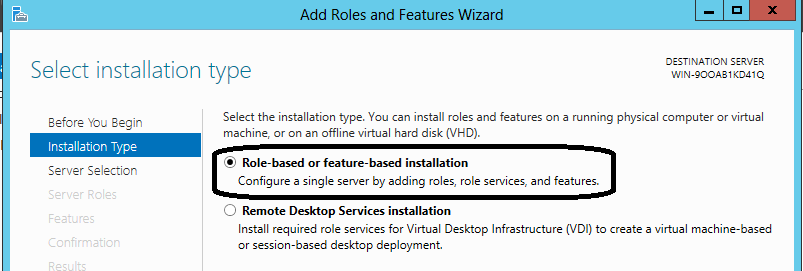 Add Roles and Features Wizard
Select installation type
DESTINATION SERVER
WIN-9OOAB1KD41Q
Before You Begin
Installation Type
Server Selection
Server Roles
Features
Confirmation
Results
Select the installation type. You can install roles and features on a running physical computer or virtual
machine, or on an offline virtual hard disk (VHD).
Role-based or feature-based installation
Configure a single server by adding roles, role services, and features.
Remote Desktop Services installation
Install required role services for Virtual Desktop Infrastructure (VDI) to create a virtual machine-based
or session-based desktop deployment.